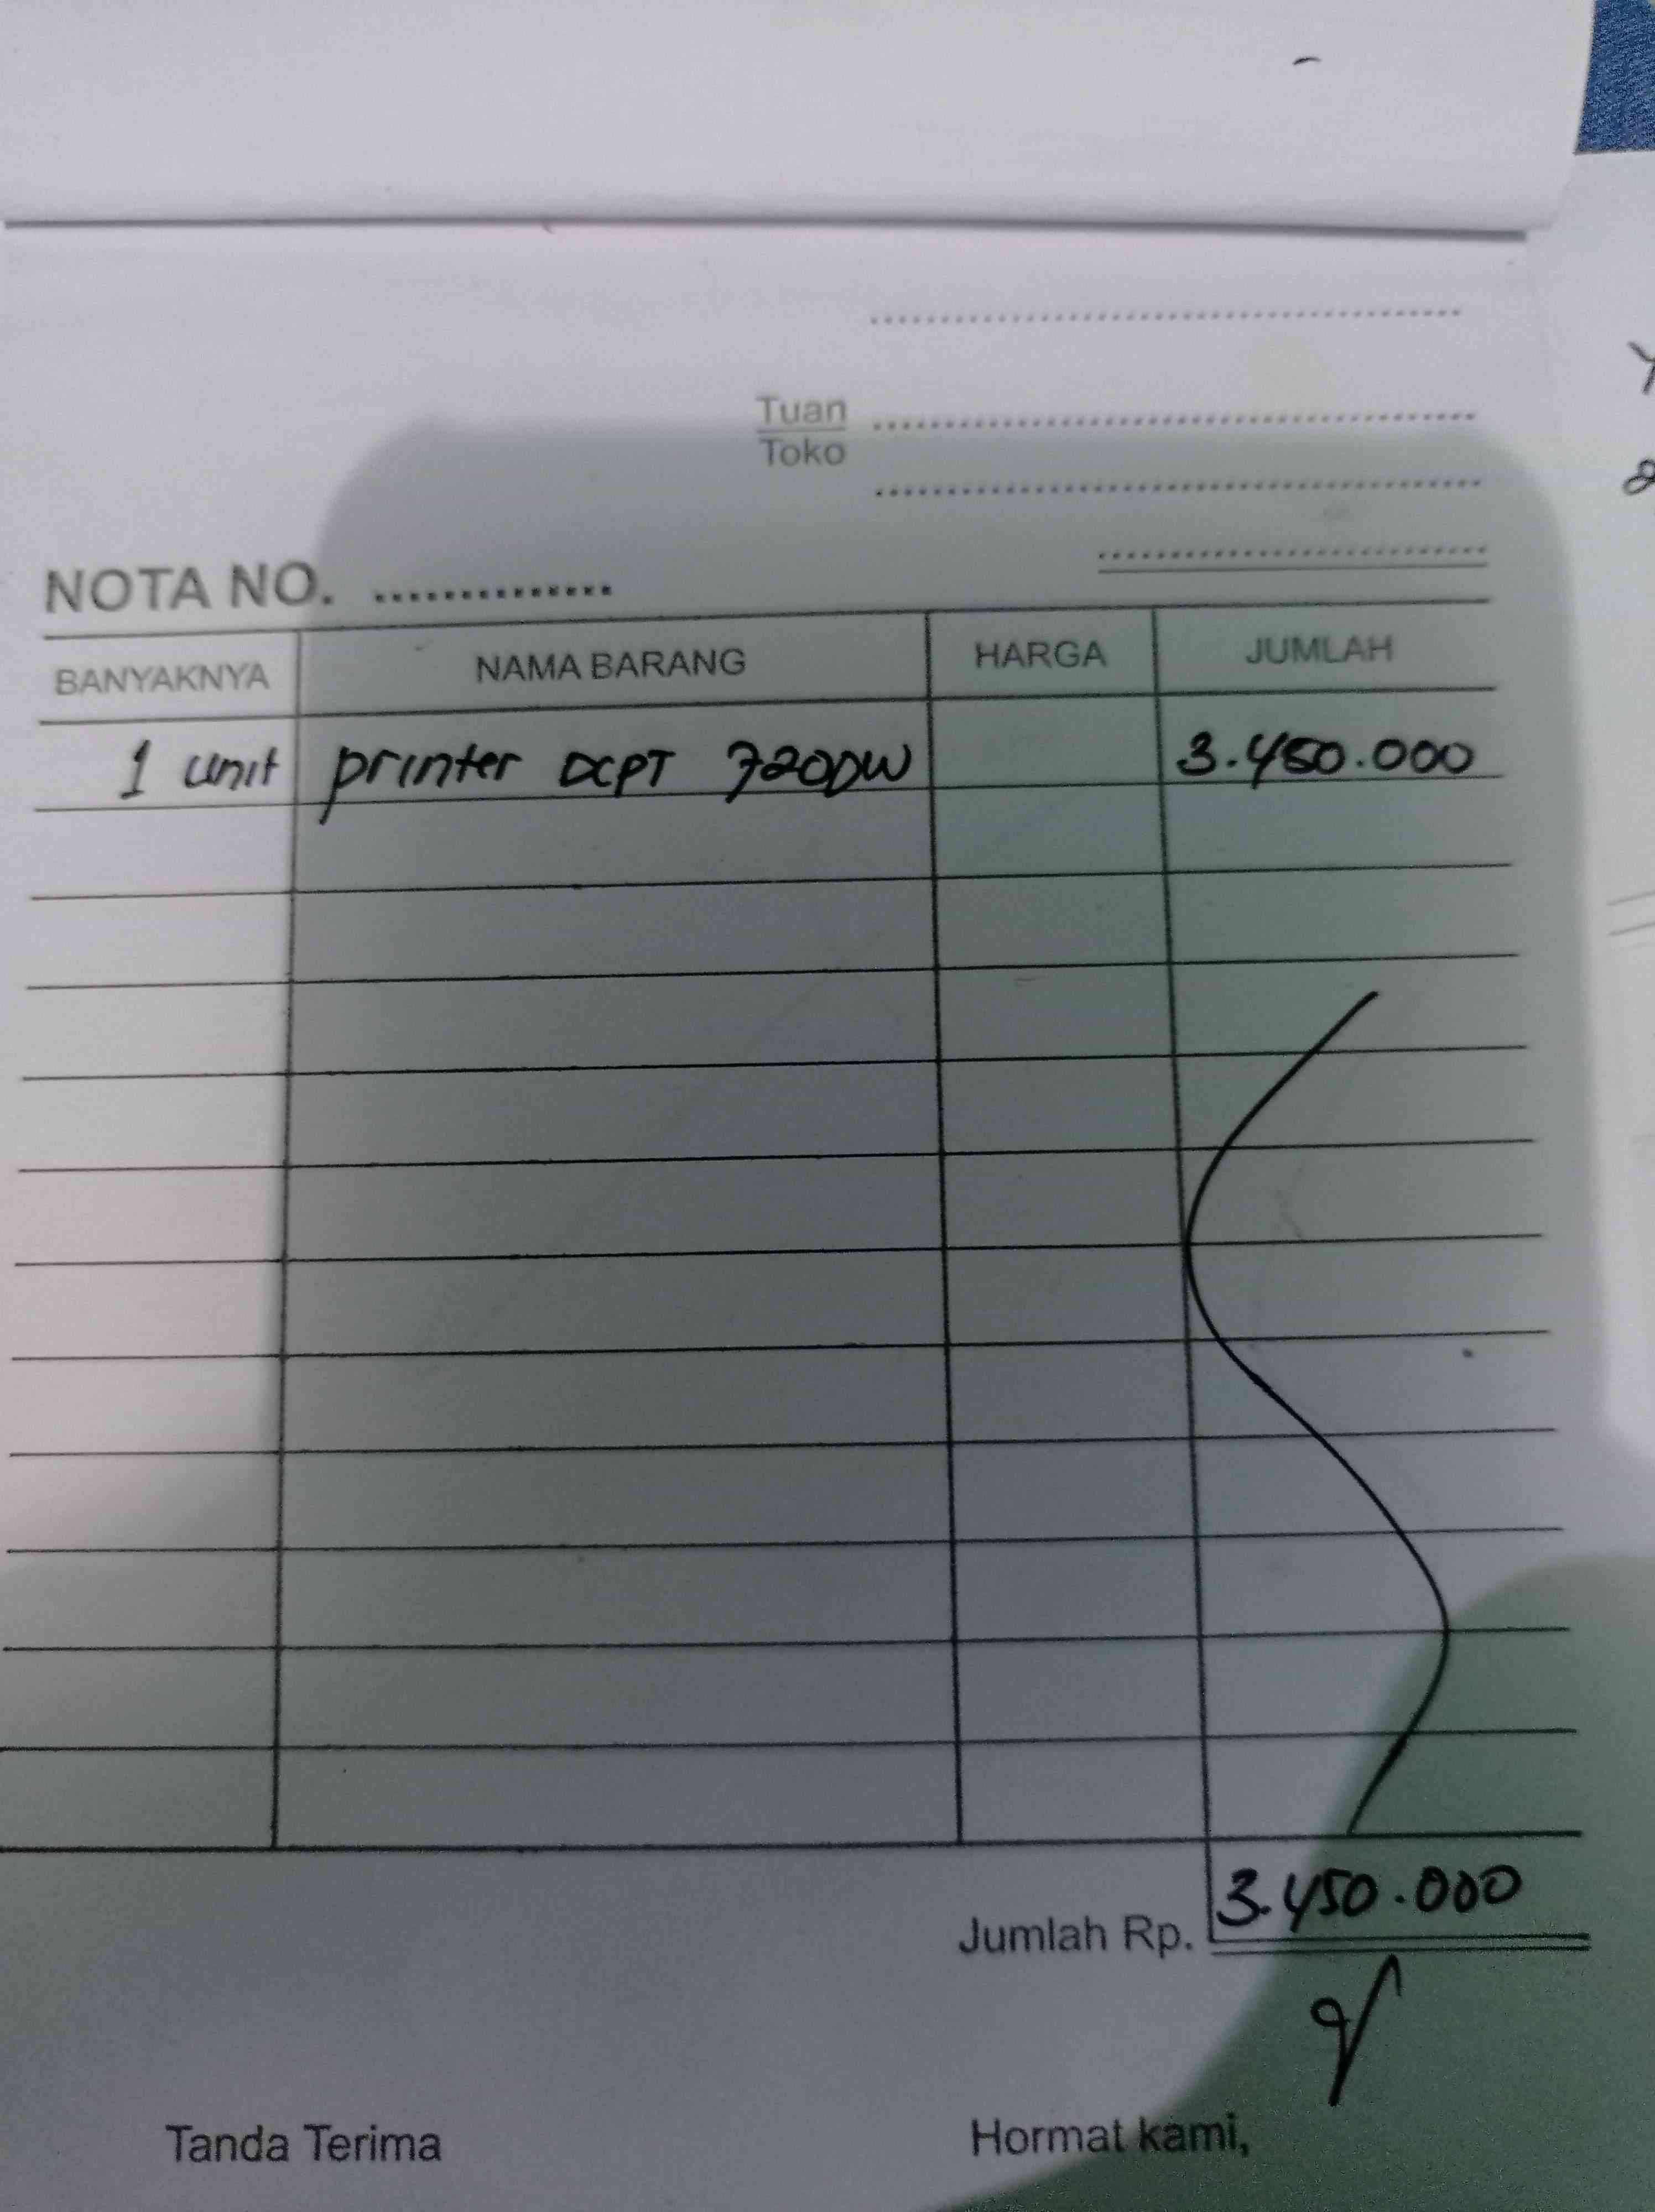 Tuan
Toko
NOTA NO. ..............
BANYAKNYA NAMA BARANG HARGA JUMLAH
1 unit printer DCPT 720DW 3.450.000
Jumlah Rp. 3.450.000
Tanda Terima Hormat kami,